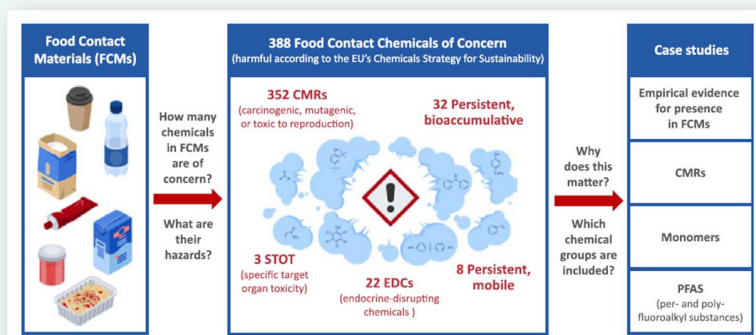 Food Contact
Materials (FCMs)
How many
chemicals
in FCMs
are of
concern?
What are
their
hazards?
388 Food Contact Chemicals of Concern
(harmful according to the EU's Chemicals Strategy for Sustainability)
352 CMRs
(carcinogenic, mutagenic,
or toxic to reproduction)
32 Persistent,
bioaccumulative
3 STOT
(specific target
organ toxicity)
22 EDCs
(endocrine-disrupting
chemicals )
8 Persistent,
mobile
Why
does this
matter?
Which
chemical
groups are
included?
Case studies
Empirical evidence
for presence
in FCMs
CMRs
Monomers
PFAS
(per- and poly-
fluoroalkyl substances)